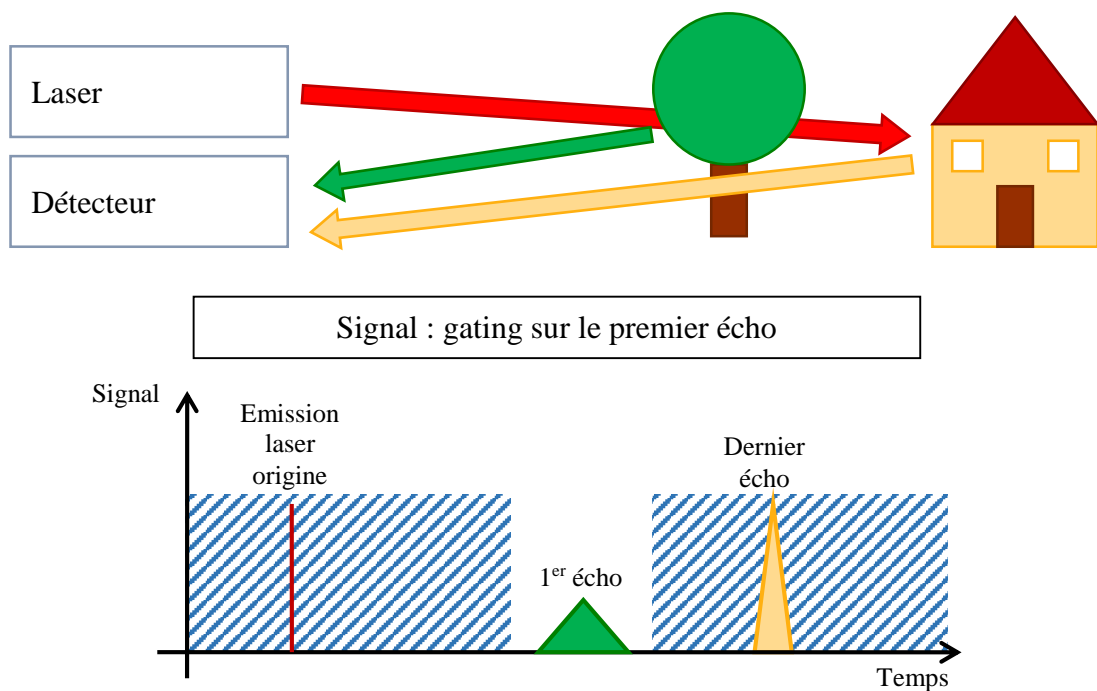 Laser
Détecteur
Signal : gating sur le premier écho
Signal
Emission
laser
origine
Dernier
écho
1er écho
Temps